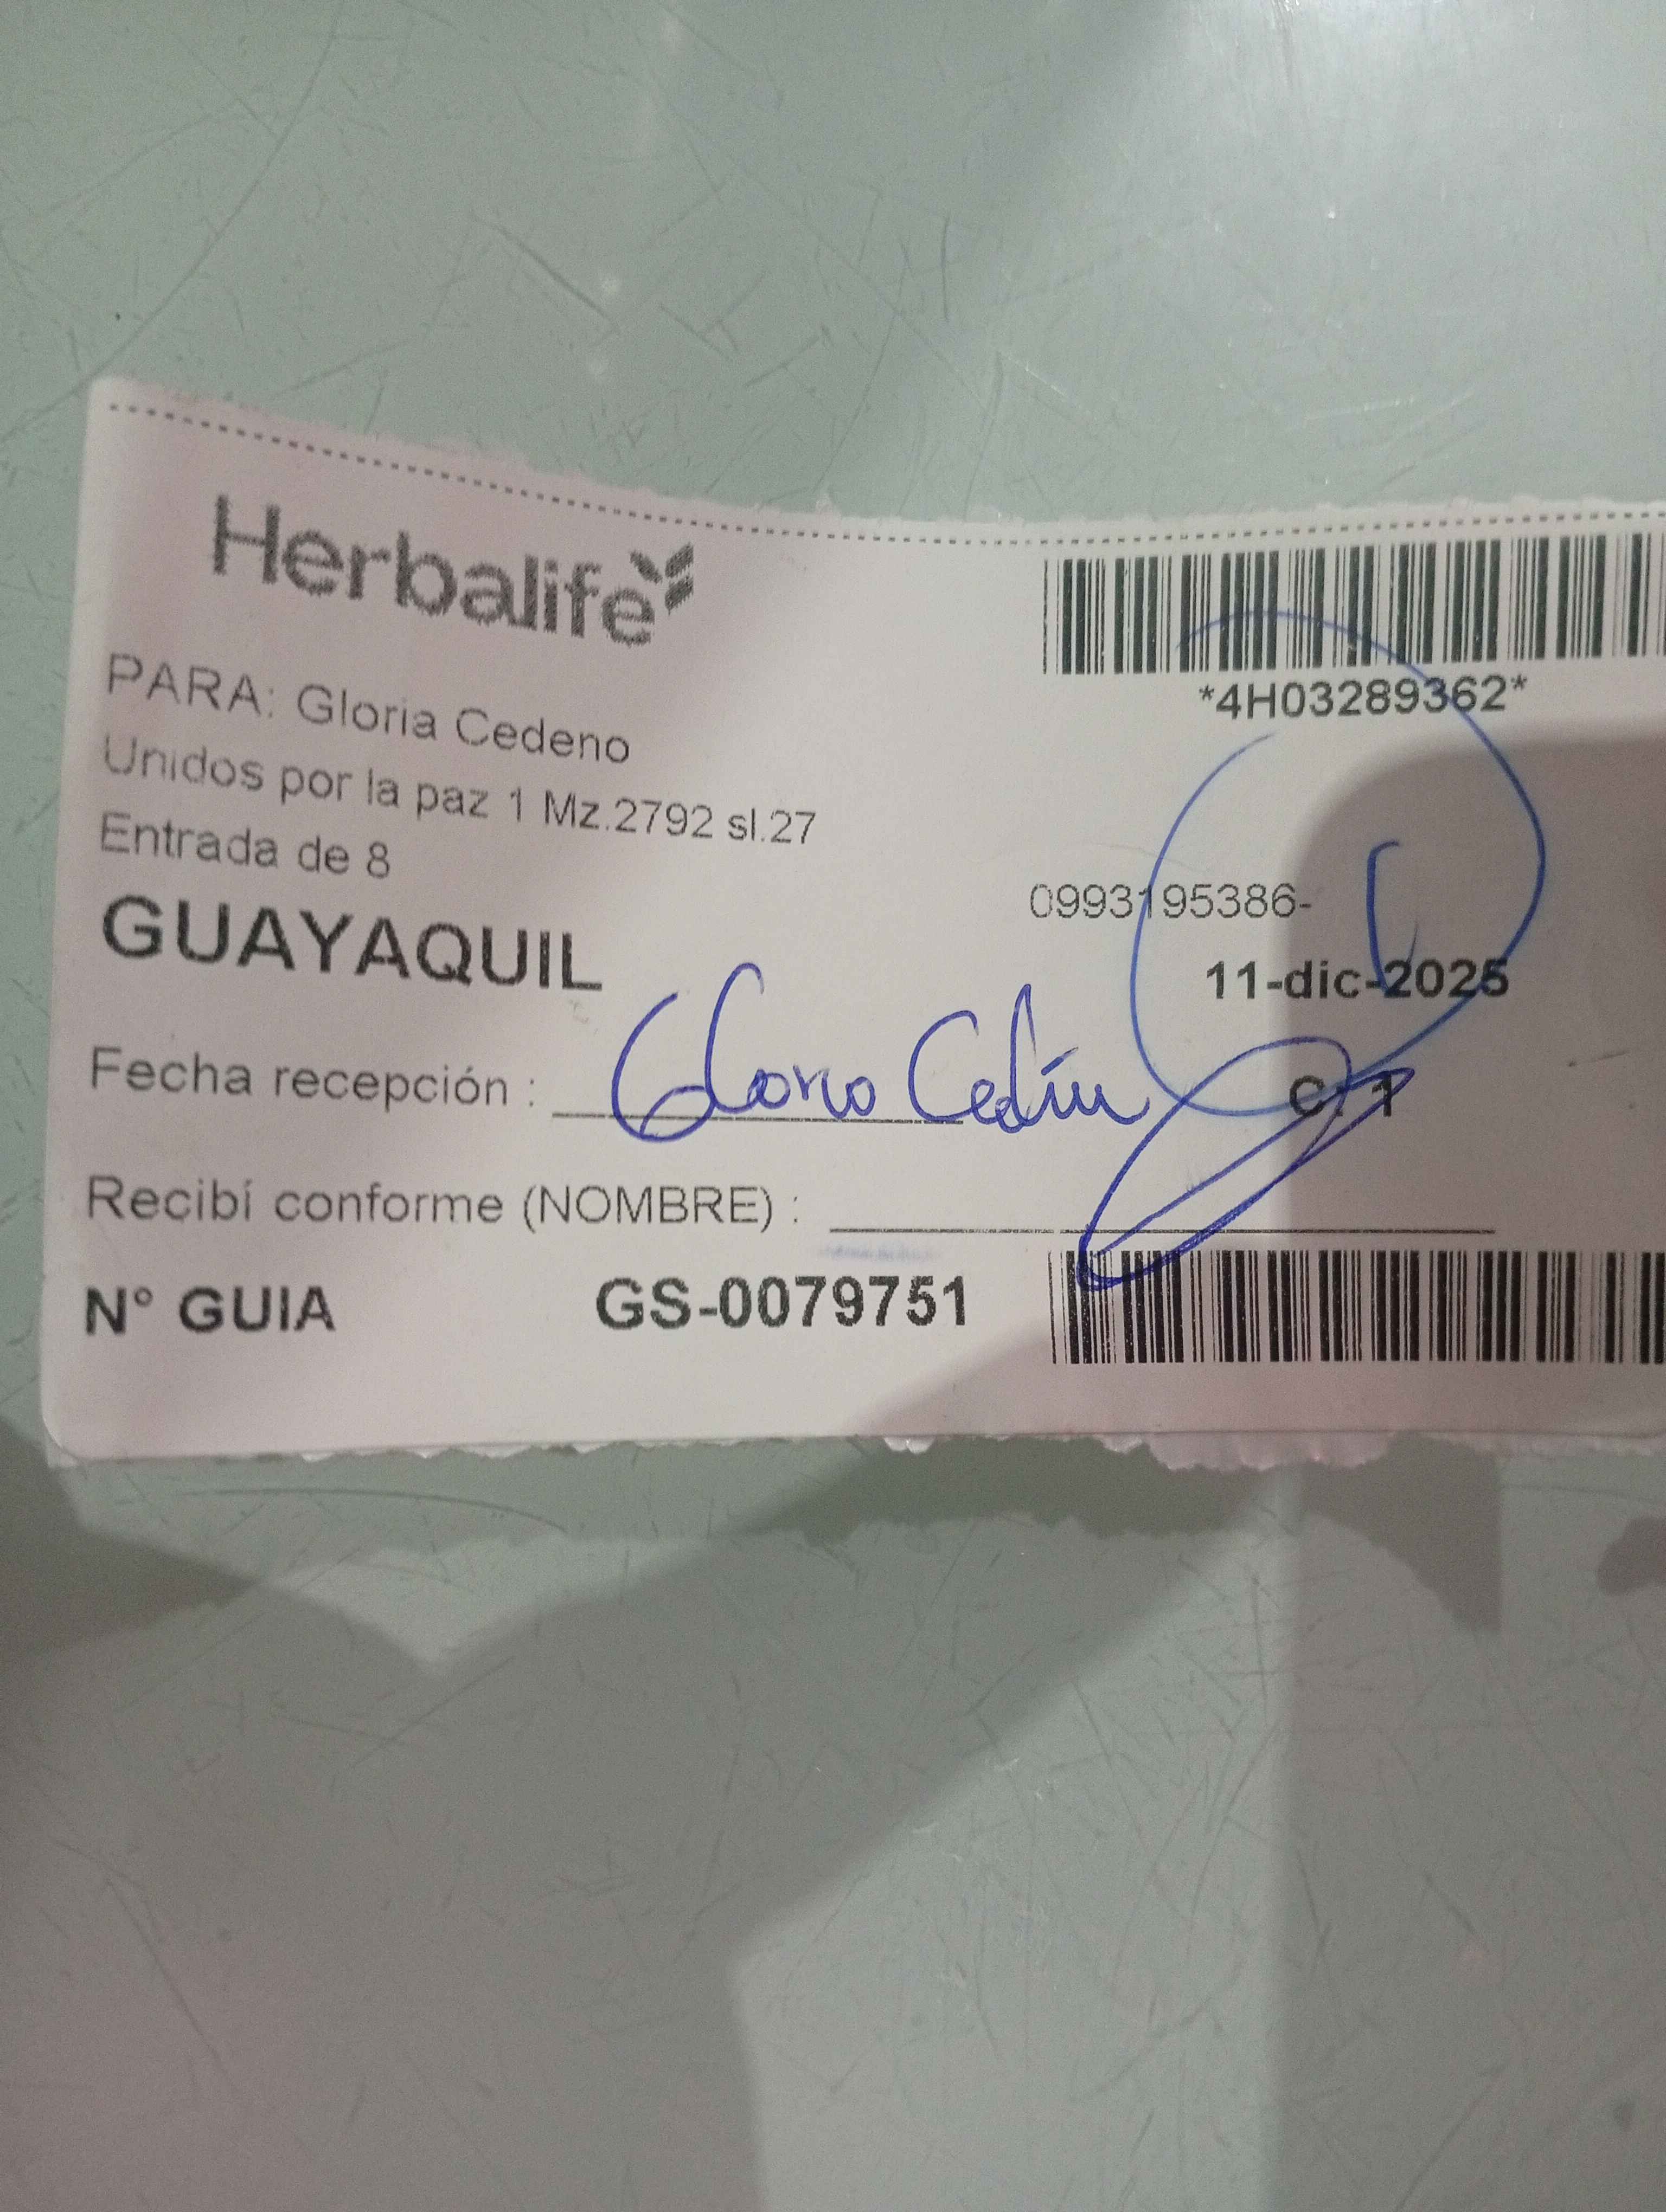 Herbalife
*4H03289362*
PARA: Gloria Cedeno
Unidos por la paz 1 Mz.2792 sl.27
Entrada de 8
0993195386-
GUAYAQUIL
11-dic-2025
C. 1
Fecha recepción : Gloria
Recibí conforme (NOMBRE) :
N° GUIA GS-0079751